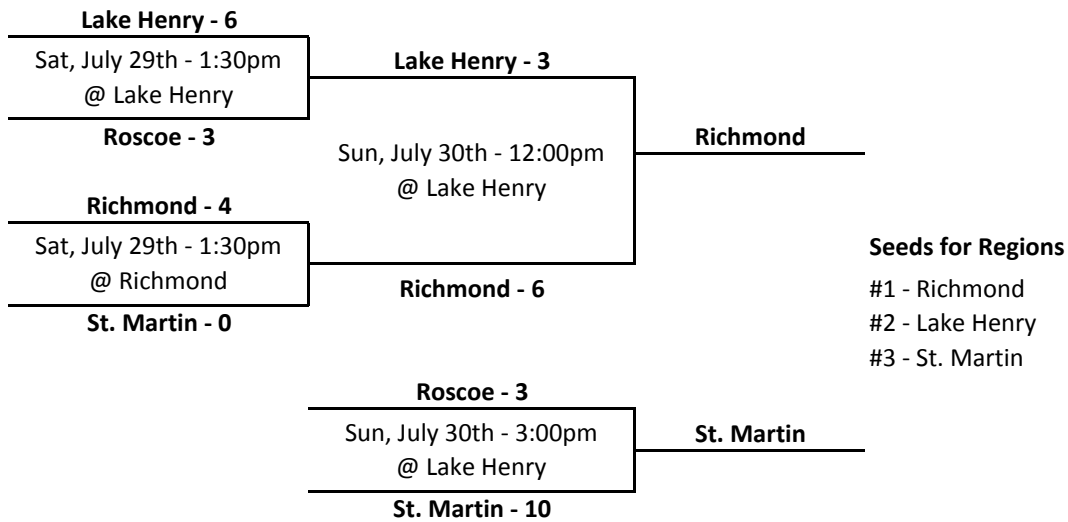 Lake Henry - 6
Sat, July 29th - 1:30pm
@ Lake Henry
Roscoe - 3
Richmond - 4
Sat, July 29th - 1:30pm
@ Richmond
St. Martin - 0
Lake Henry - 3
Sun, July 30th - 12:00pm
@ Lake Henry
Richmond - 6
Richmond
Roscoe - 3
Sun, July 30th - 3:00pm
@ Lake Henry
St. Martin - 10
St. Martin
Seeds for Regions
#1 - Richmond
#2 - Lake Henry
#3 - St. Martin